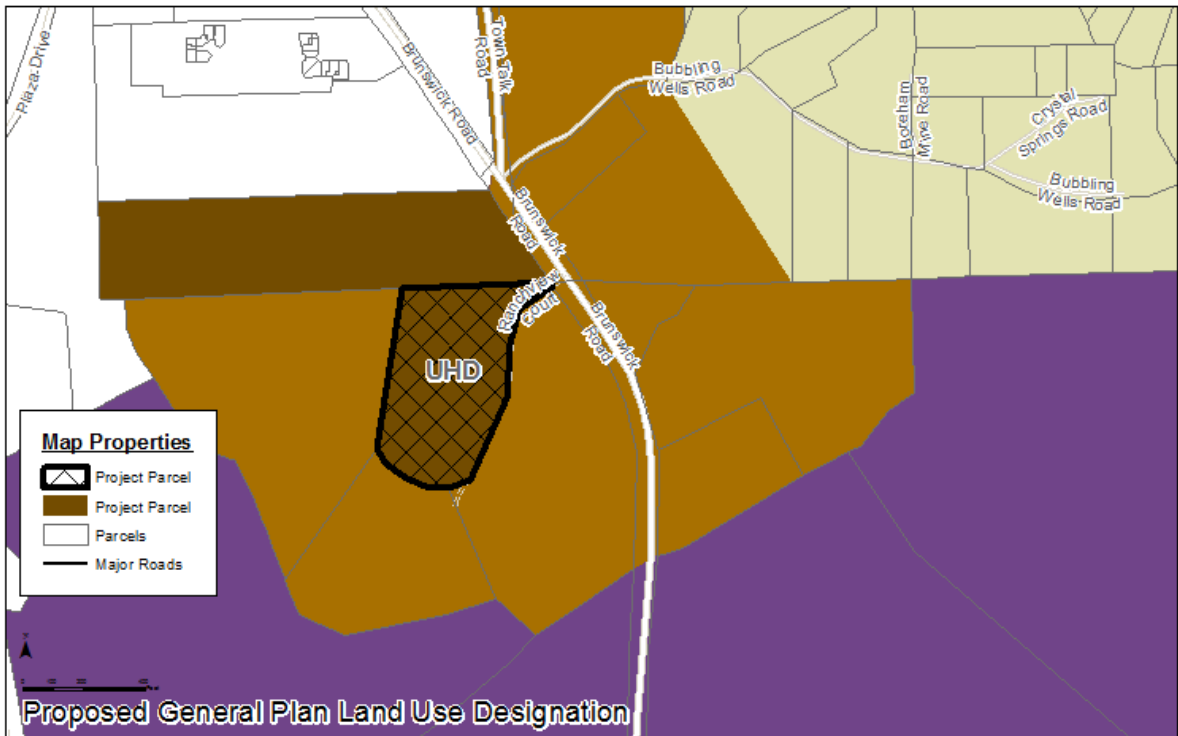 Plaza-Drive
Brunswick Road
Town Talk
Road
Bubbling
Wells Road
Boreham
Mine Road
Crystal
Springs Road
Bubbling
Wells Road
Brunswick
Road
Ranchview
Court
Brunswick
Road
UHD
Map Properties
Project Parcel
Project Parcel
Parcels
Major Roads
Proposed General Plan Land Use Designation